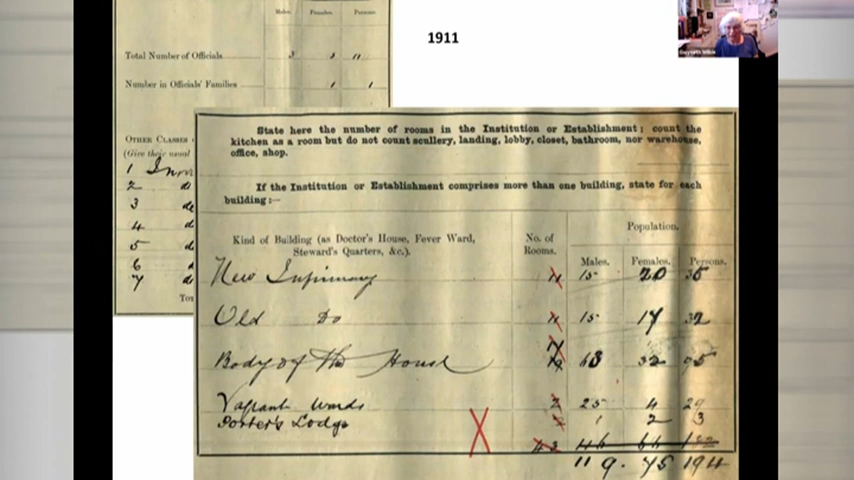 1911
Males. Females. Persons.
Total Number of Officials 3 11
Number in Officials' Families 1 1
OTHER CLASSES
(Give their usual
1
2 do
3 de
4 d
5 d
6 d
7 d
State here the number of rooms in the Institution or Establishment; count the
kitchen as a room but do not count scullery, landing, lobby, closet, bathroom, nor warehouse,
office, shop.
If the Institution or Establishment comprises more than one building, state for each
building:—
Population.
Kind of Building (as Doctor's House, Fever Ward, No. of
Steward's Quarters, &c.). Rooms. Males. Females. Persons.
New Infirmary 11 15 20 35
Old Do 11 15 17 32
Body of the House 63 32 95
Vagrant Wards 2 25 4 29
Porter's Lodge 2 1 2 3
119. 75 194